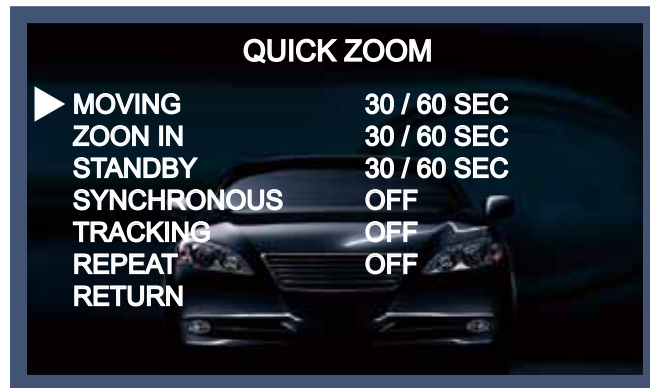 QUICK ZOOM
MOVING 30 / 60 SEC
ZOON IN 30 / 60 SEC
STANDBY 30 / 60 SEC
SYNCHRONOUS OFF
TRACKING OFF
REPEAT OFF
RETURN